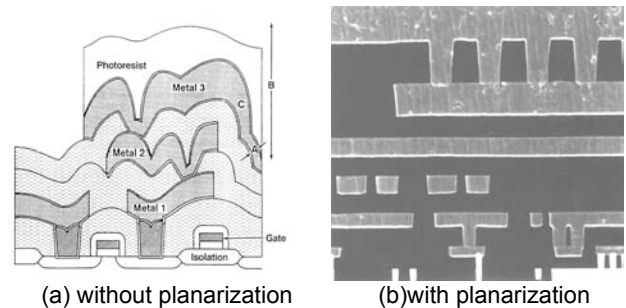 Photoresist
Metal 3
B
C
A
Metal 2
Metal 1
Gate
Isolation
(a) without planarization
(b)with planarization